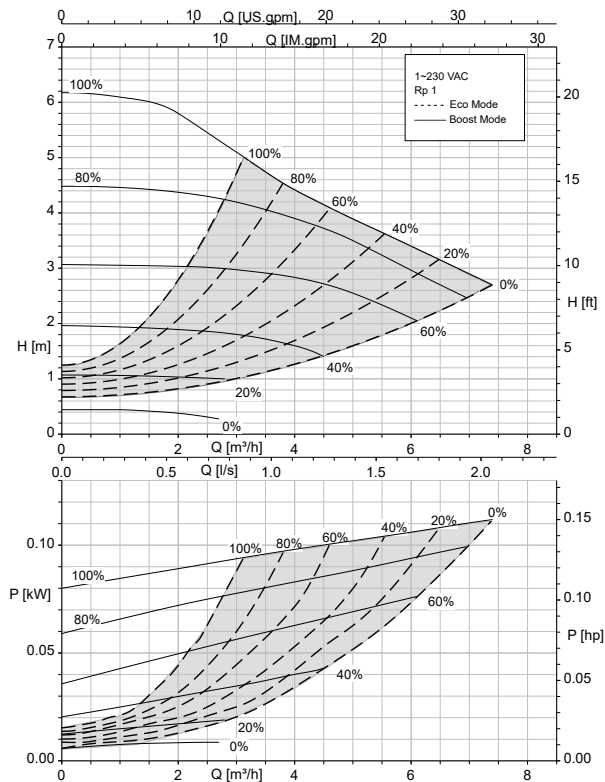 0 10 Q [US.gpm] 20 30
0 10 Q [IM.gpm] 20 22 30
7
100%
6
20
1~230 VAC
Rp 1
Eco Mode
Boost Mode
5
100%
80%
80%
15
4
60%
40%
20%
3
10
0%
H [ft]
2
60%
H [m]
1
5
40%
20%
0%
0 0
0 2 4 6 8
Q [m³/h]
0.0 0.5 Q [l/s] 1.0 1.5 2.0
0%
20%
0.15
40%
60%
80%
100%
0.10
100%
P [kW]
0.10
60%
80%
P [hp]
0.05
0.05
40%
20%
0%
0.00 0.00
0 2 4 6 8
Q [m³/h]